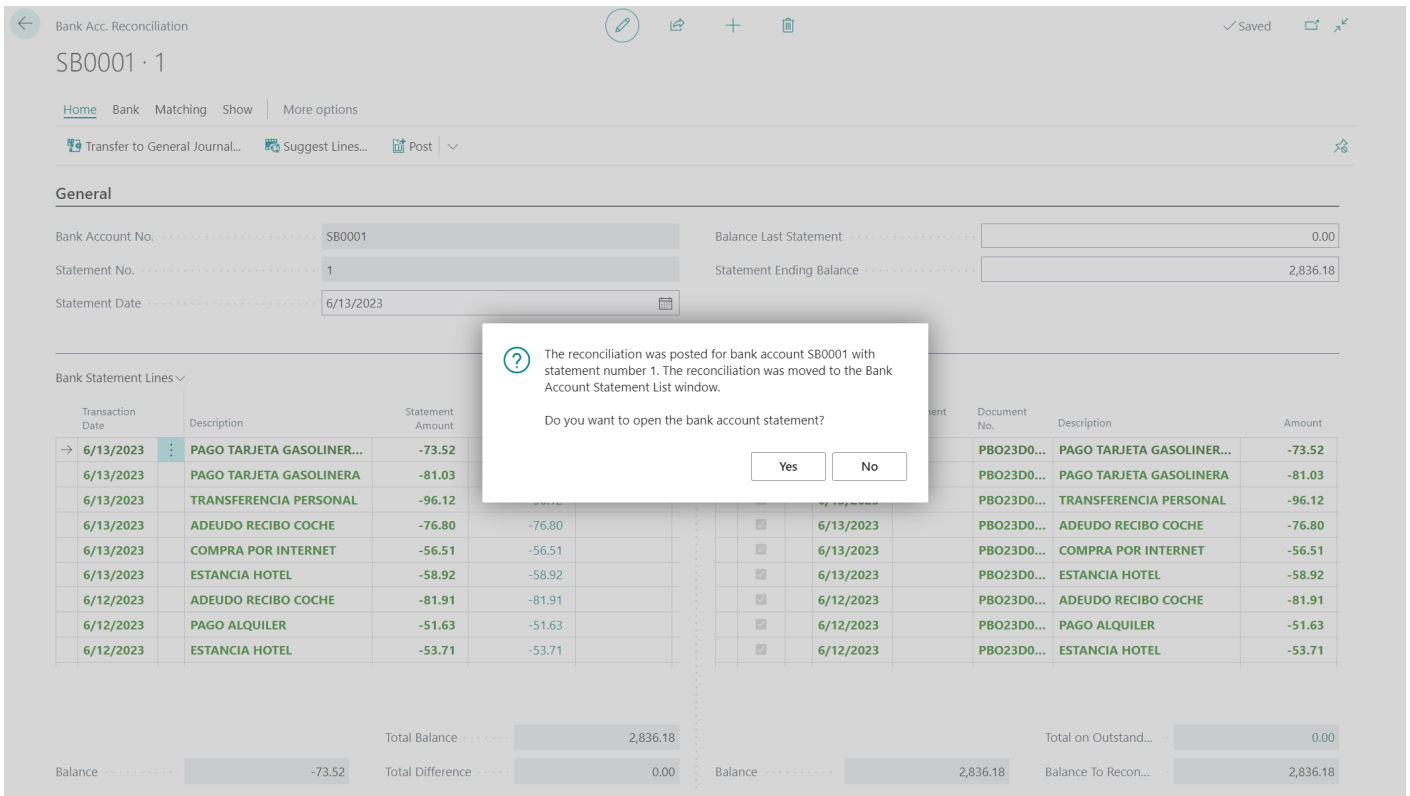 Bank Acc. Reconciliation
Saved
SB0001 · 1
Home Bank Matching Show More options
Transfer to General Journal... Suggest Lines... Post
General
Bank Account No. SB0001 Balance Last Statement 0.00
Statement No. 1 Statement Ending Balance 2,836.18
Statement Date 6/13/2023
The reconciliation was posted for bank account SB0001 with
statement number 1. The reconciliation was moved to the Bank
Account Statement List window.
Do you want to open the bank account statement?
Yes No
Bank Statement Lines
Transaction Date Description Statement Amount Document No. Description Amount
6/13/2023 PAGO TARJETA GASOLINER... -73.52 PBO23D0... PAGO TARJETA GASOLINER... -73.52
6/13/2023 PAGO TARJETA GASOLINERA -81.03 PBO23D0... PAGO TARJETA GASOLINERA -81.03
6/13/2023 TRANSFERENCIA PERSONAL -96.12 PBO23D0... TRANSFERENCIA PERSONAL -96.12
6/13/2023 ADEUDO RECIBO COCHE -76.80 -76.80 6/13/2023 PBO23D0... ADEUDO RECIBO COCHE -76.80
6/13/2023 COMPRA POR INTERNET -56.51 -56.51 6/13/2023 PBO23D0... COMPRA POR INTERNET -56.51
6/13/2023 ESTANCIA HOTEL -58.92 -58.92 6/13/2023 PBO23D0... ESTANCIA HOTEL -58.92
6/12/2023 ADEUDO RECIBO COCHE -81.91 -81.91 6/12/2023 PBO23D0... ADEUDO RECIBO COCHE -81.91
6/12/2023 PAGO ALQUILER -51.63 -51.63 6/12/2023 PBO23D0... PAGO ALQUILER -51.63
6/12/2023 ESTANCIA HOTEL -53.71 -53.71 6/12/2023 PBO23D0... ESTANCIA HOTEL -53.71
Total Balance 2,836.18 Total on Outstand... 0.00
Balance -73.52 Total Difference 0.00 Balance 2,836.18 Balance To Recon... 2,836.18